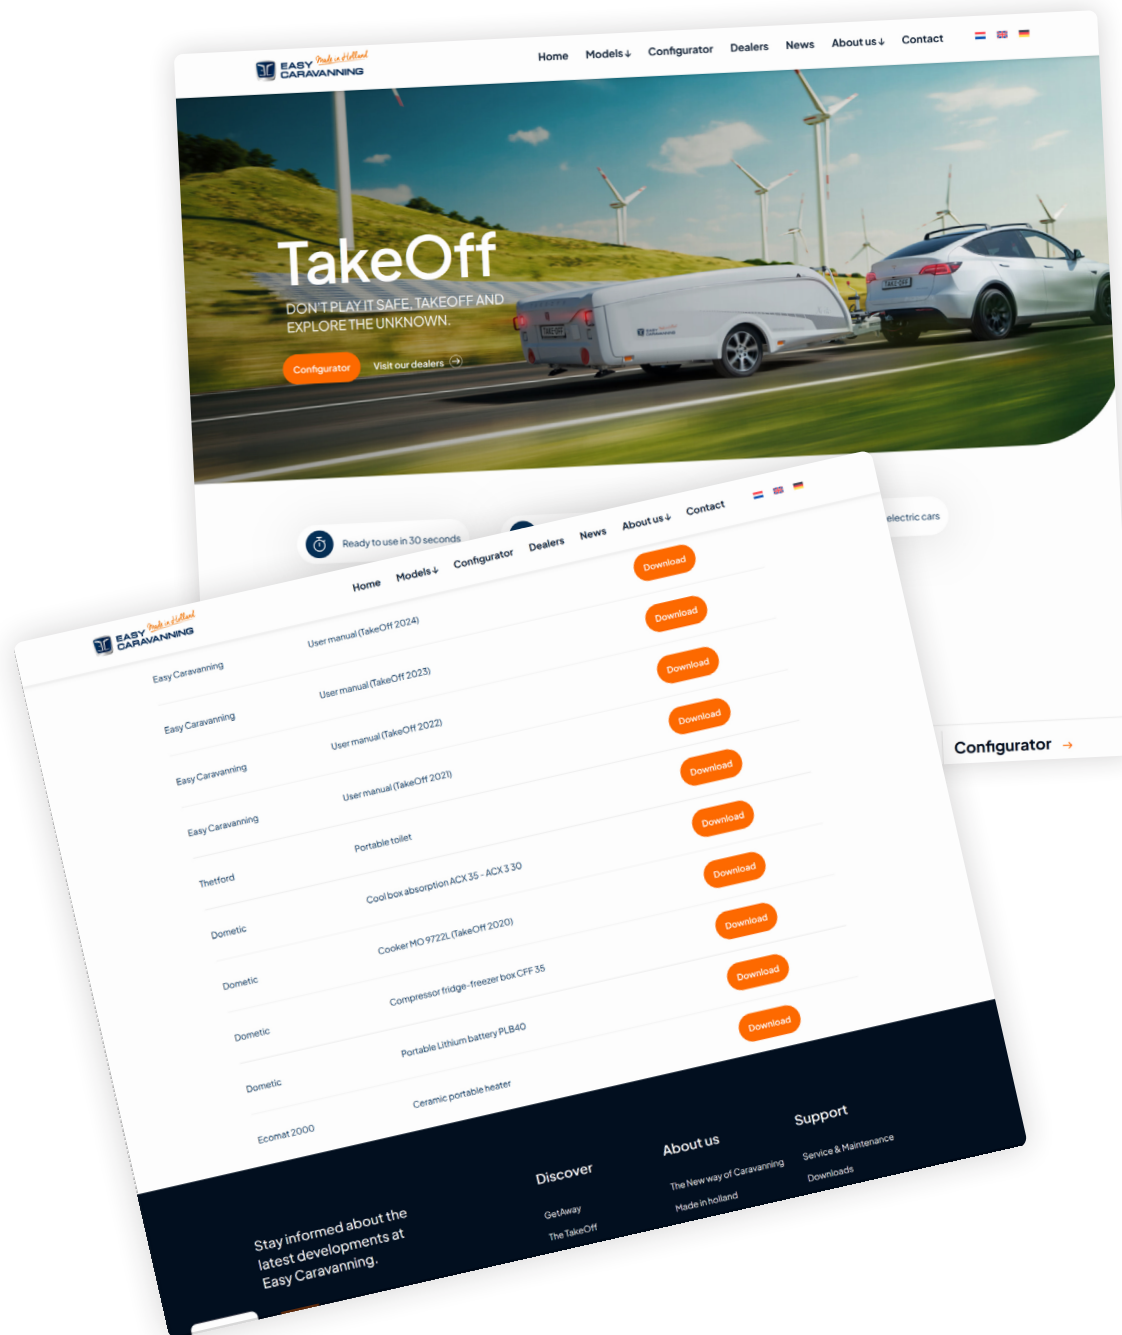 EASY Made in Holland
CARAVANNING
Home Models↓ Configurator Dealers News About us↓ Contact
TakeOff
DON'T PLAY IT SAFE, TAKEOFF AND
EXPLORE THE UNKNOWN.
Configurator Visit our dealers →
EASY
Ready to use in 30 seconds
electric cars
Configurator →
EASY Made in Holland
CARAVANNING
Home Models↓ Configurator Dealers News About us↓ Contact
Easy Caravanning User manual (TakeOff 2024) Download
Easy Caravanning User manual (TakeOff 2023) Download
Easy Caravanning User manual (TakeOff 2022) Download
Easy Caravanning User manual (TakeOff 2021) Download
Thetford Portable toilet Download
Dometic Cool box absorption ACX 35 - ACX 3 30 Download
Dometic Cooker MO 9722L (TakeOff 2020) Download
Dometic Compressor fridge-freezer box CFF 35 Download
Dometic Portable Lithium battery PLB40 Download
Ecomat 2000 Ceramic portable heater Download
Stay informed about the
latest developments at
Easy Caravanning.
Discover
GetAway
The TakeOff
About us
The New way of Caravanning
Made in holland
Support
Service & Maintenance
Downloads